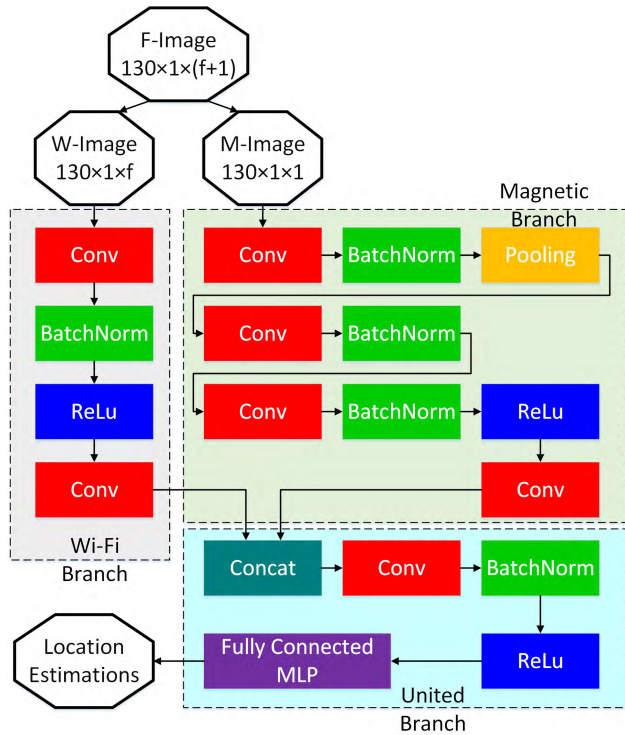 F-Image
130×1×(f+1)
W-Image
130×1×f
M-Image
130×1×1
Magnetic
Branch
Conv
BatchNorm
ReLu
Conv
Wi-Fi
Branch
Conv
BatchNorm
Pooling
Conv
BatchNorm
Conv
BatchNorm
ReLu
Conv
Concat
Conv
BatchNorm
ReLu
Fully Connected
MLP
United
Branch
Location
Estimations